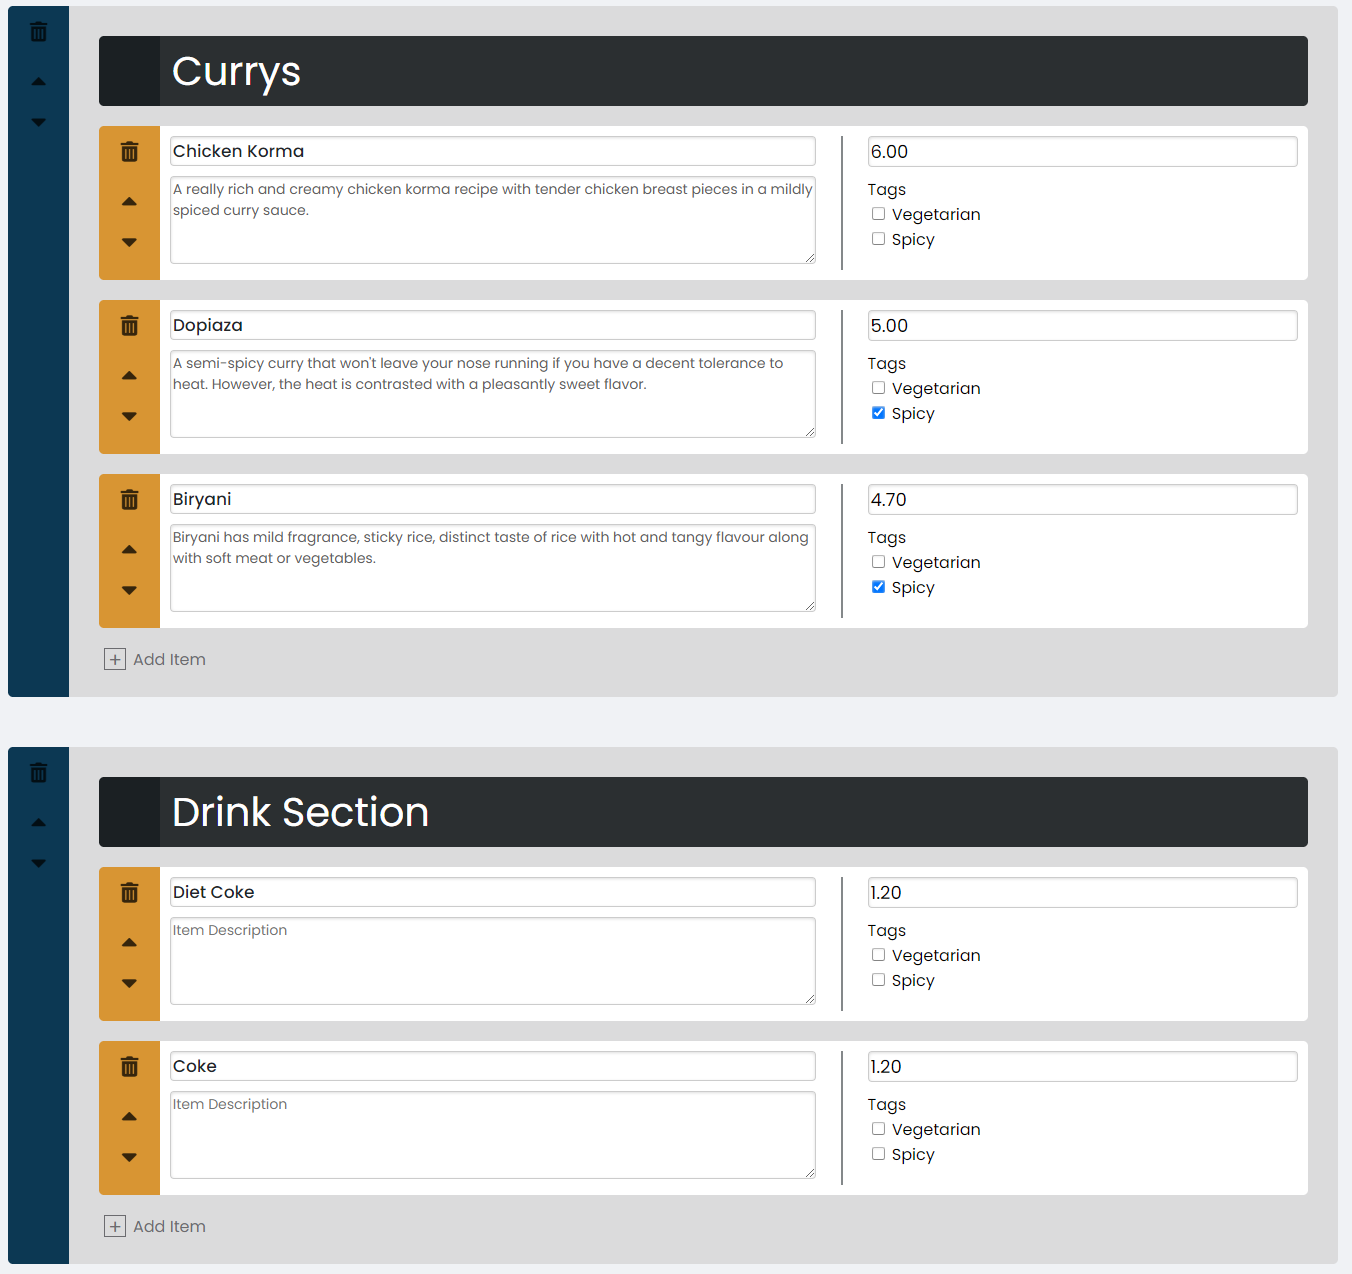 Currys
Chicken Korma
6.00
A really rich and creamy chicken korma recipe with tender chicken breast pieces in a mildly
spiced curry sauce.
Tags
Vegetarian
Spicy
Dopiaza
5.00
A semi-spicy curry that won't leave your nose running if you have a decent tolerance to
heat. However, the heat is contrasted with a pleasantly sweet flavor.
Tags
Vegetarian
Spicy
Biryani
4.70
Biryani has mild fragrance, sticky rice, distinct taste of rice with hot and tangy flavour along
with soft meat or vegetables.
Tags
Vegetarian
Spicy
Add Item
Drink Section
Diet Coke
1.20
Item Description
Tags
Vegetarian
Spicy
Coke
1.20
Item Description
Tags
Vegetarian
Spicy
Add Item